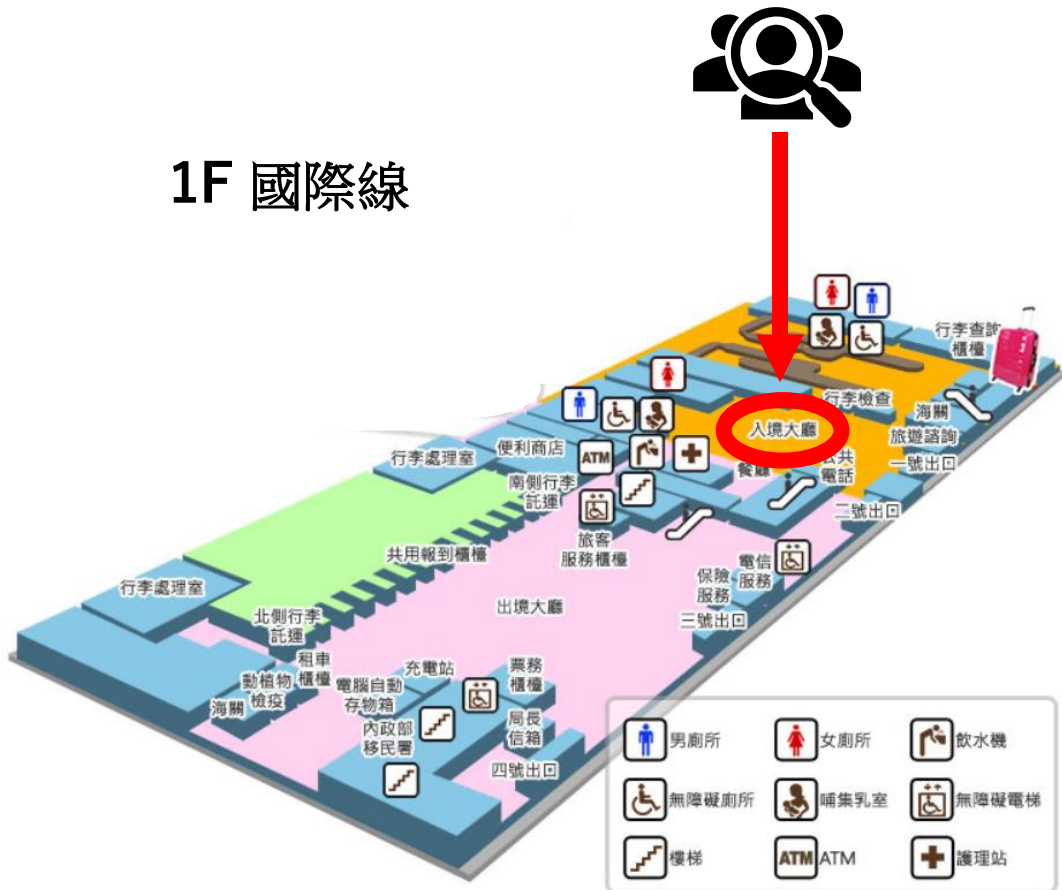 1F 國際線
行李查詢
櫃檯
行李檢查
海關
入境大廳
旅遊諮詢
一號出口
便利商店
行李處理室
ATM
餐廳
公共
電話
南側行李
託運
二號出口
旅客
服務櫃檯
共用報到櫃檯
電信
服務
保險
服務
行李處理室
出境大廳
三號出口
北側行李
託運
租車
櫃檯
充電站
票務
櫃檯
動植物
檢疫
電腦自動
存物箱
海關
內政部
移民署
局長
信箱
四號出口
男廁所
女廁所
飲水機
無障礙廁所
哺集乳室
無障礙電梯
樓梯
ATM
ATM
護理站